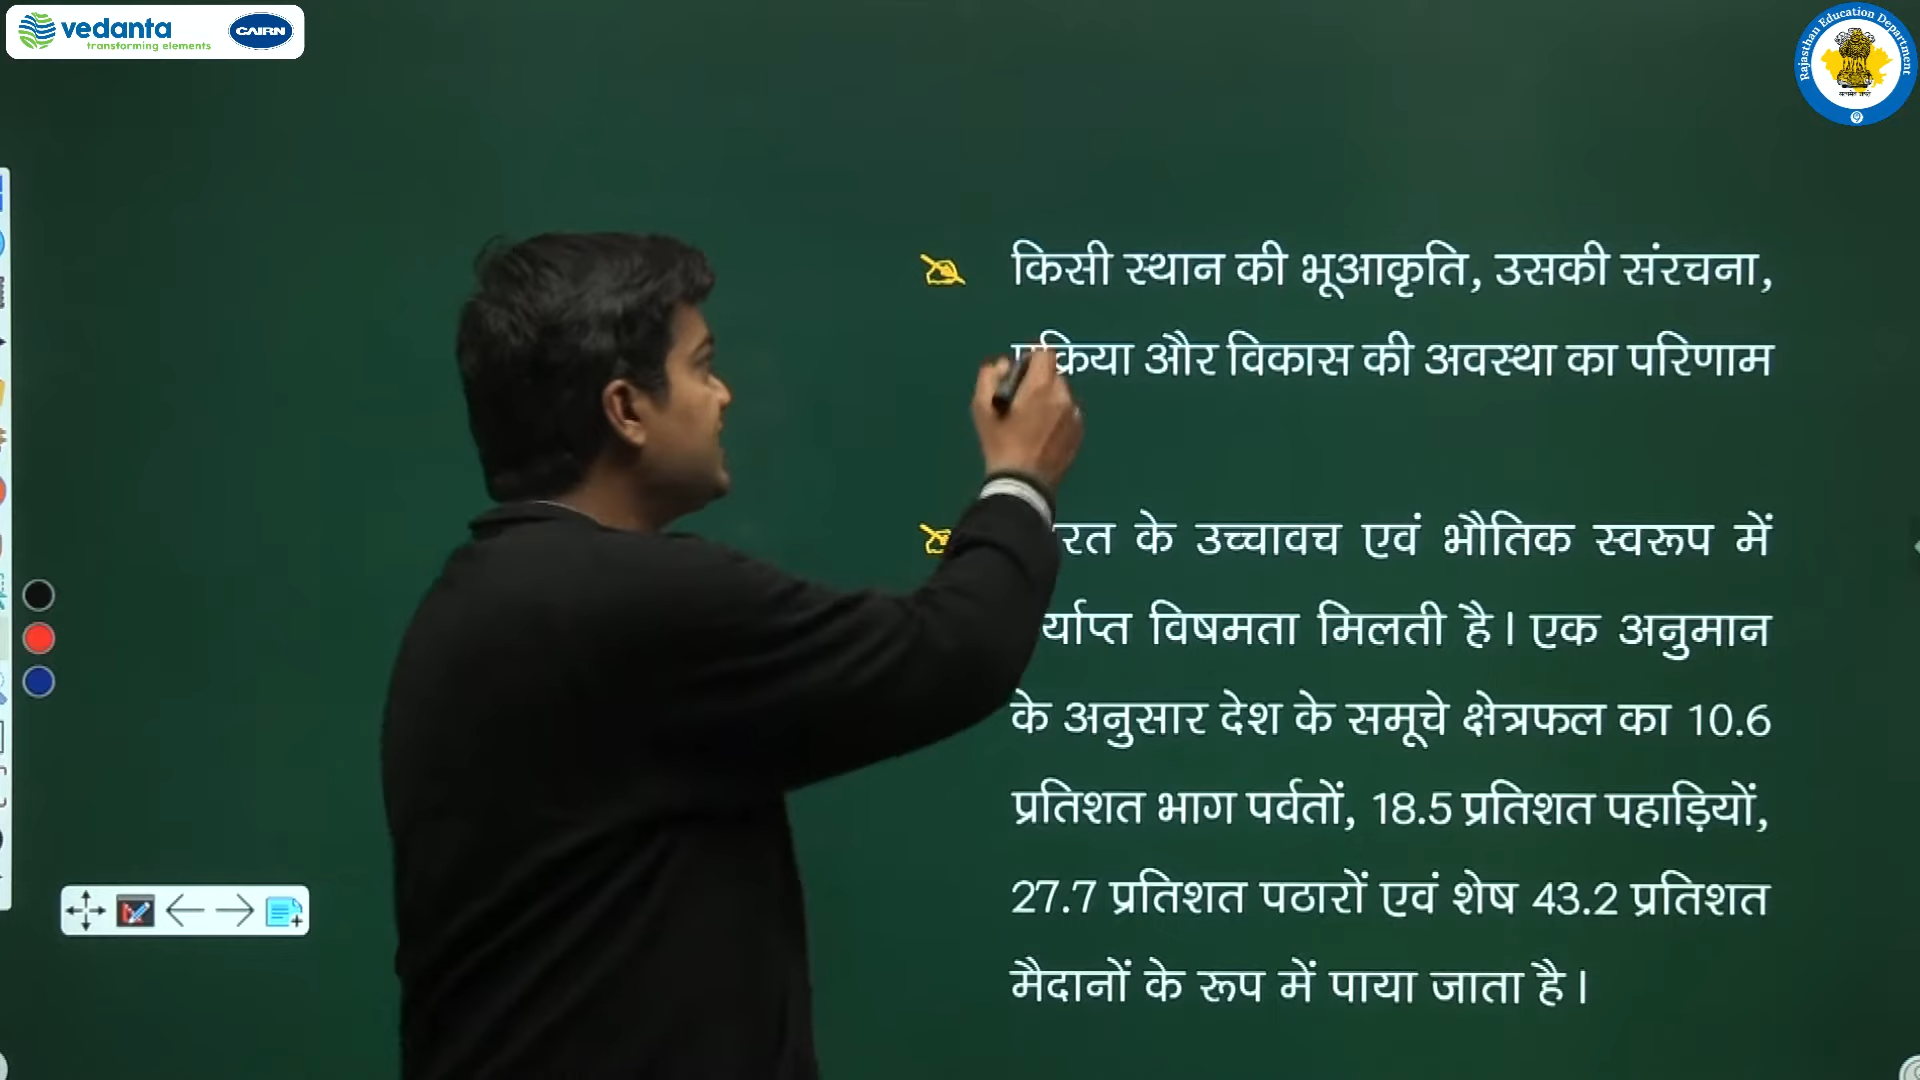 vedanta
transforming elements
CAIRN
Rajasthan Education Department
किसी स्थान की भूआकृति, उसकी संरचना,
और विकास की अवस्था का परिणाम
के उच्चावच एवं भौतिक स्वरूप में
विषमता मिलती है। एक अनुमान
के अनुसार देश के समूचे क्षेत्रफल का 10.6
प्रतिशत भाग पर्वतों, 18.5 प्रतिशत पहाड़ियों,
27.7 प्रतिशत पठारों एवं शेष 43.2 प्रतिशत
मैदानों के रूप में पाया जाता है।